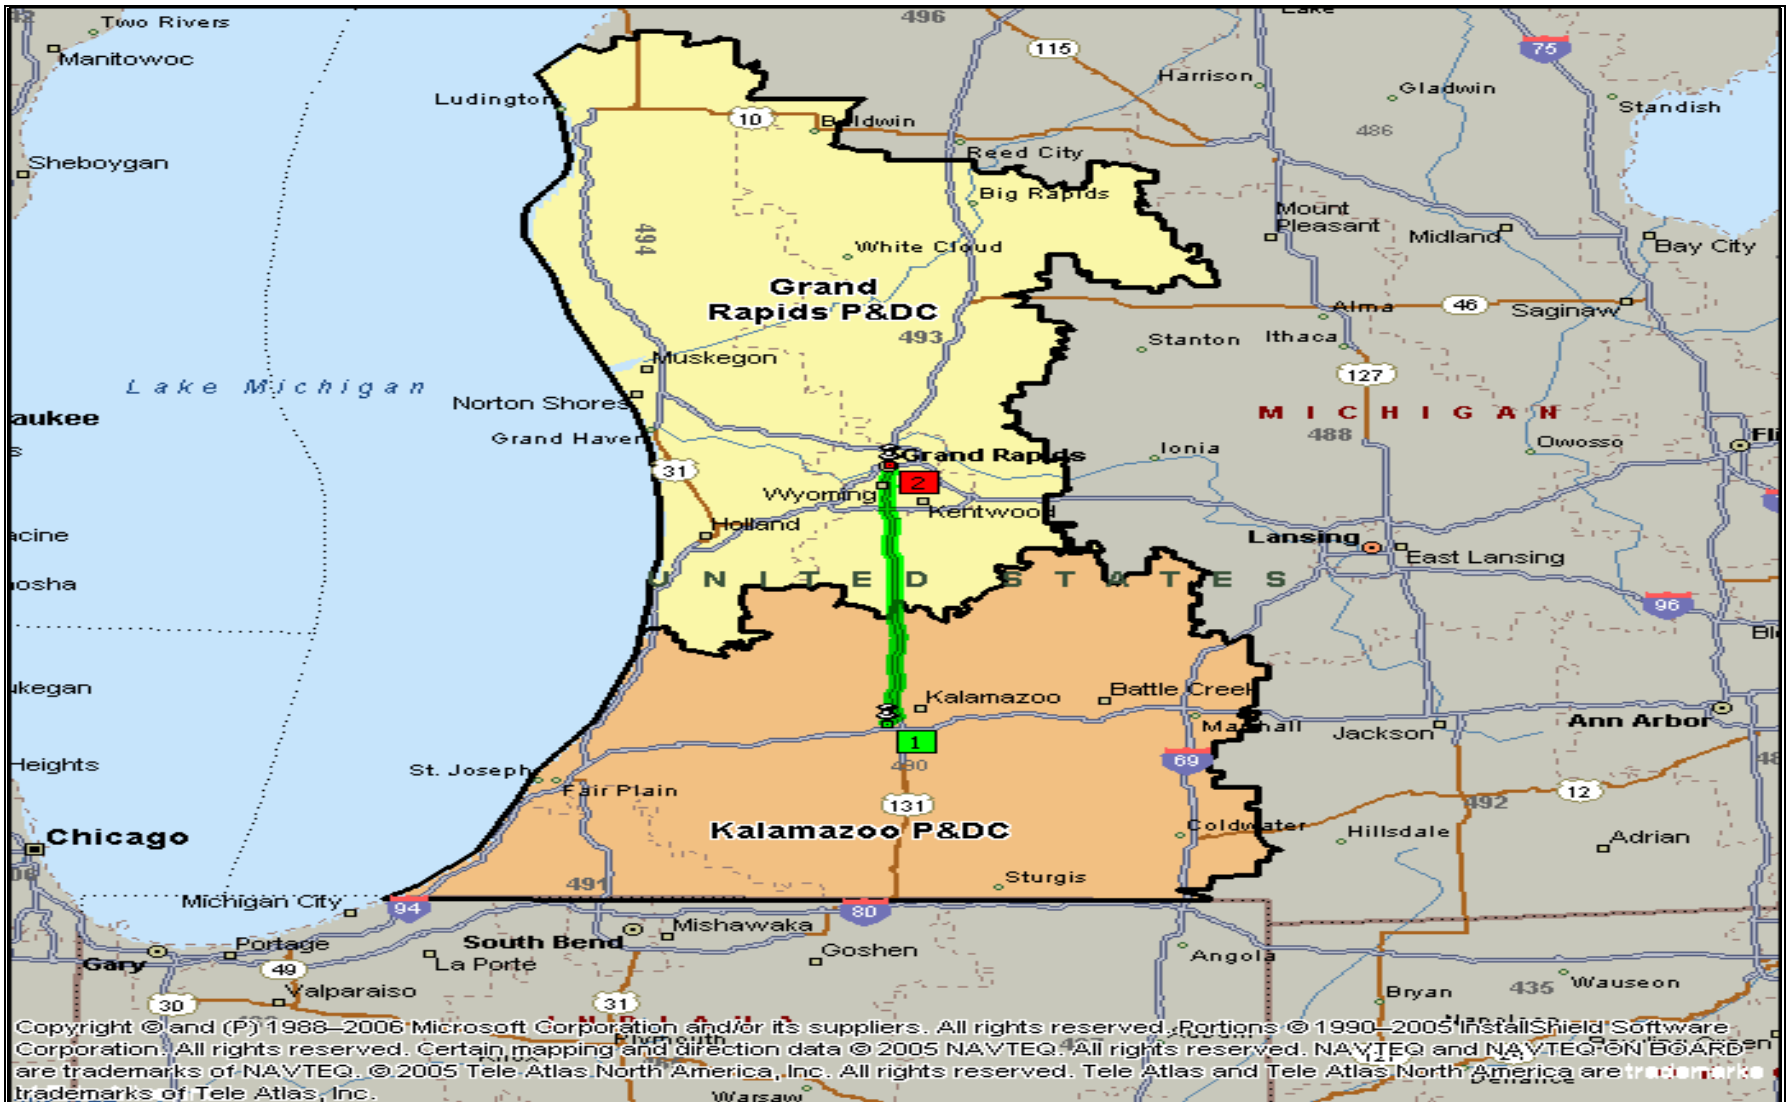 Two Rivers
496
Lake
Manitowoc
115
75
Harrison
Gladwin
Standish
Ludington
10
Baldwin
486
Sheboygan
Reed City
Big Rapids
Mount
Pleasant
Midland
Bay City
494
White Cloud
Grand
Rapids P&DC
46
Alma
Saginaw
493
Stanton
Ithaca
Muskegon
127
Lake Michigan
Norton Shores
MICHIGAN
aukee
488
Grand Haven
Owosso
Fli
Ionia
Grand Rapids
31
2
Wyoming
Kentwood
Holland
acine
Lansing
East Lansing
UNITED STATES
osha
96
Kalamazoo
Battle Creek
ukegan
Marshall
Jackson
Ann Arbor
1
490
69
Heights
St. Joseph
Fair Plain
12
131
492
Kalamazoo P&DC
Coldwater
Hillsdale
Adrian
Chicago
Sturgis
491
Michigan City
94
80
South Bend
Mishawaka
Portage
Gary
La Porte
Goshen
Angola
49
Valparaiso
30
31
Bryan
435
Wauseon
Copyright © and (P) 1988–2006 Microsoft Corporation and/or its suppliers. All rights reserved. Portions © 1990–2005 InstallShield Software
Corporation. All rights reserved. Certain mapping and direction data © 2005 NAVTEQ. All rights reserved. NAVTEQ and NAVTEQ ON BOARD
are trademarks of NAVTEQ. © 2005 Tele Atlas North America, Inc. All rights reserved. Tele Atlas and Tele Atlas North America are trademarks
trademarks of Tele Atlas, Inc.
Plymouth
Defiance
Warsaw